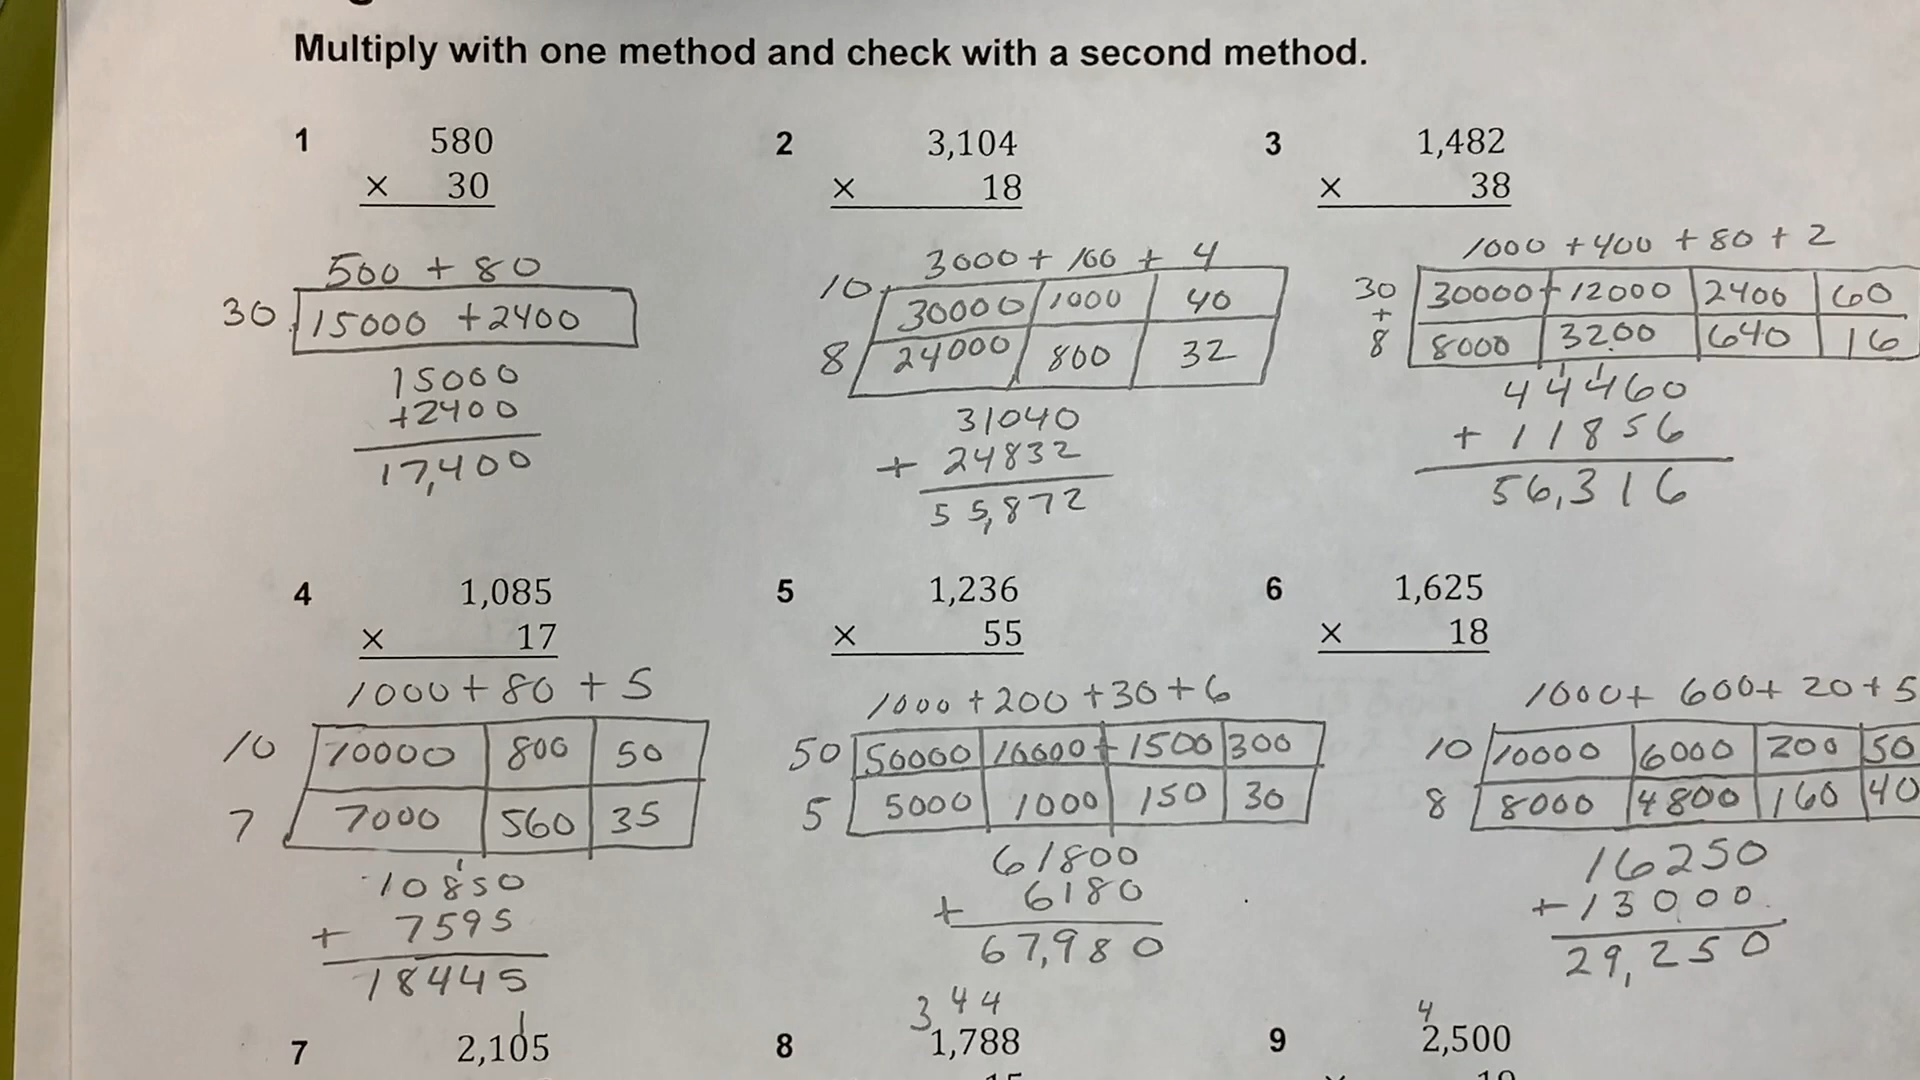 Multiply with one method and check with a second method.
1 580
× 30
500 + 80
30 15000 + 2400
15000
+2400
17,400
2 3,104
× 18
3000 + 100 + 4
10 30000 1000 40
8 24000 800 32
31040
+ 24832
55,872
3 1,482
× 38
1000 + 400 + 80 + 2
30 30000 + 12000 2400 60
+
8 8000 3200 640 16
1 1
44460
+ 11856
56,316
4 1,085
× 17
1000 + 80 + 5
10 10000 800 50
7 7000 560 35
1
10850
+ 7595
18445
5 1,236
× 55
1000 + 200 + 30 + 6
50 50000 10000 + 1500 300
5 5000 1000 150 30
61800
+ 6180
67,980
6 1,625
× 18
1000 + 600 + 20 + 5
10 10000 6000 200 50
8 8000 4800 160 40
16250
+ 13000
29,250
1
7 2,105
3 4 4
8 1,788
4
9 2,500